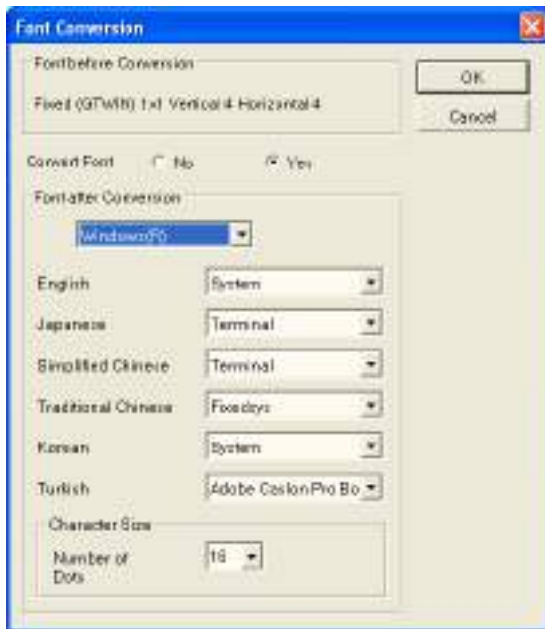 Font Conversion
Font before Conversion
OK
Fixed (GTWIN) 1x1 Vertical 4 Horizontal 4
Cancel
Convert Font No Yes
Font after Conversion
Windows(R)
English System
Japanese Terminal
Simplified Chinese Terminal
Traditional Chinese Fixedsys
Korean System
Turkish Adobe Caslon Pro Bo
Character Size
Number of Dots 16